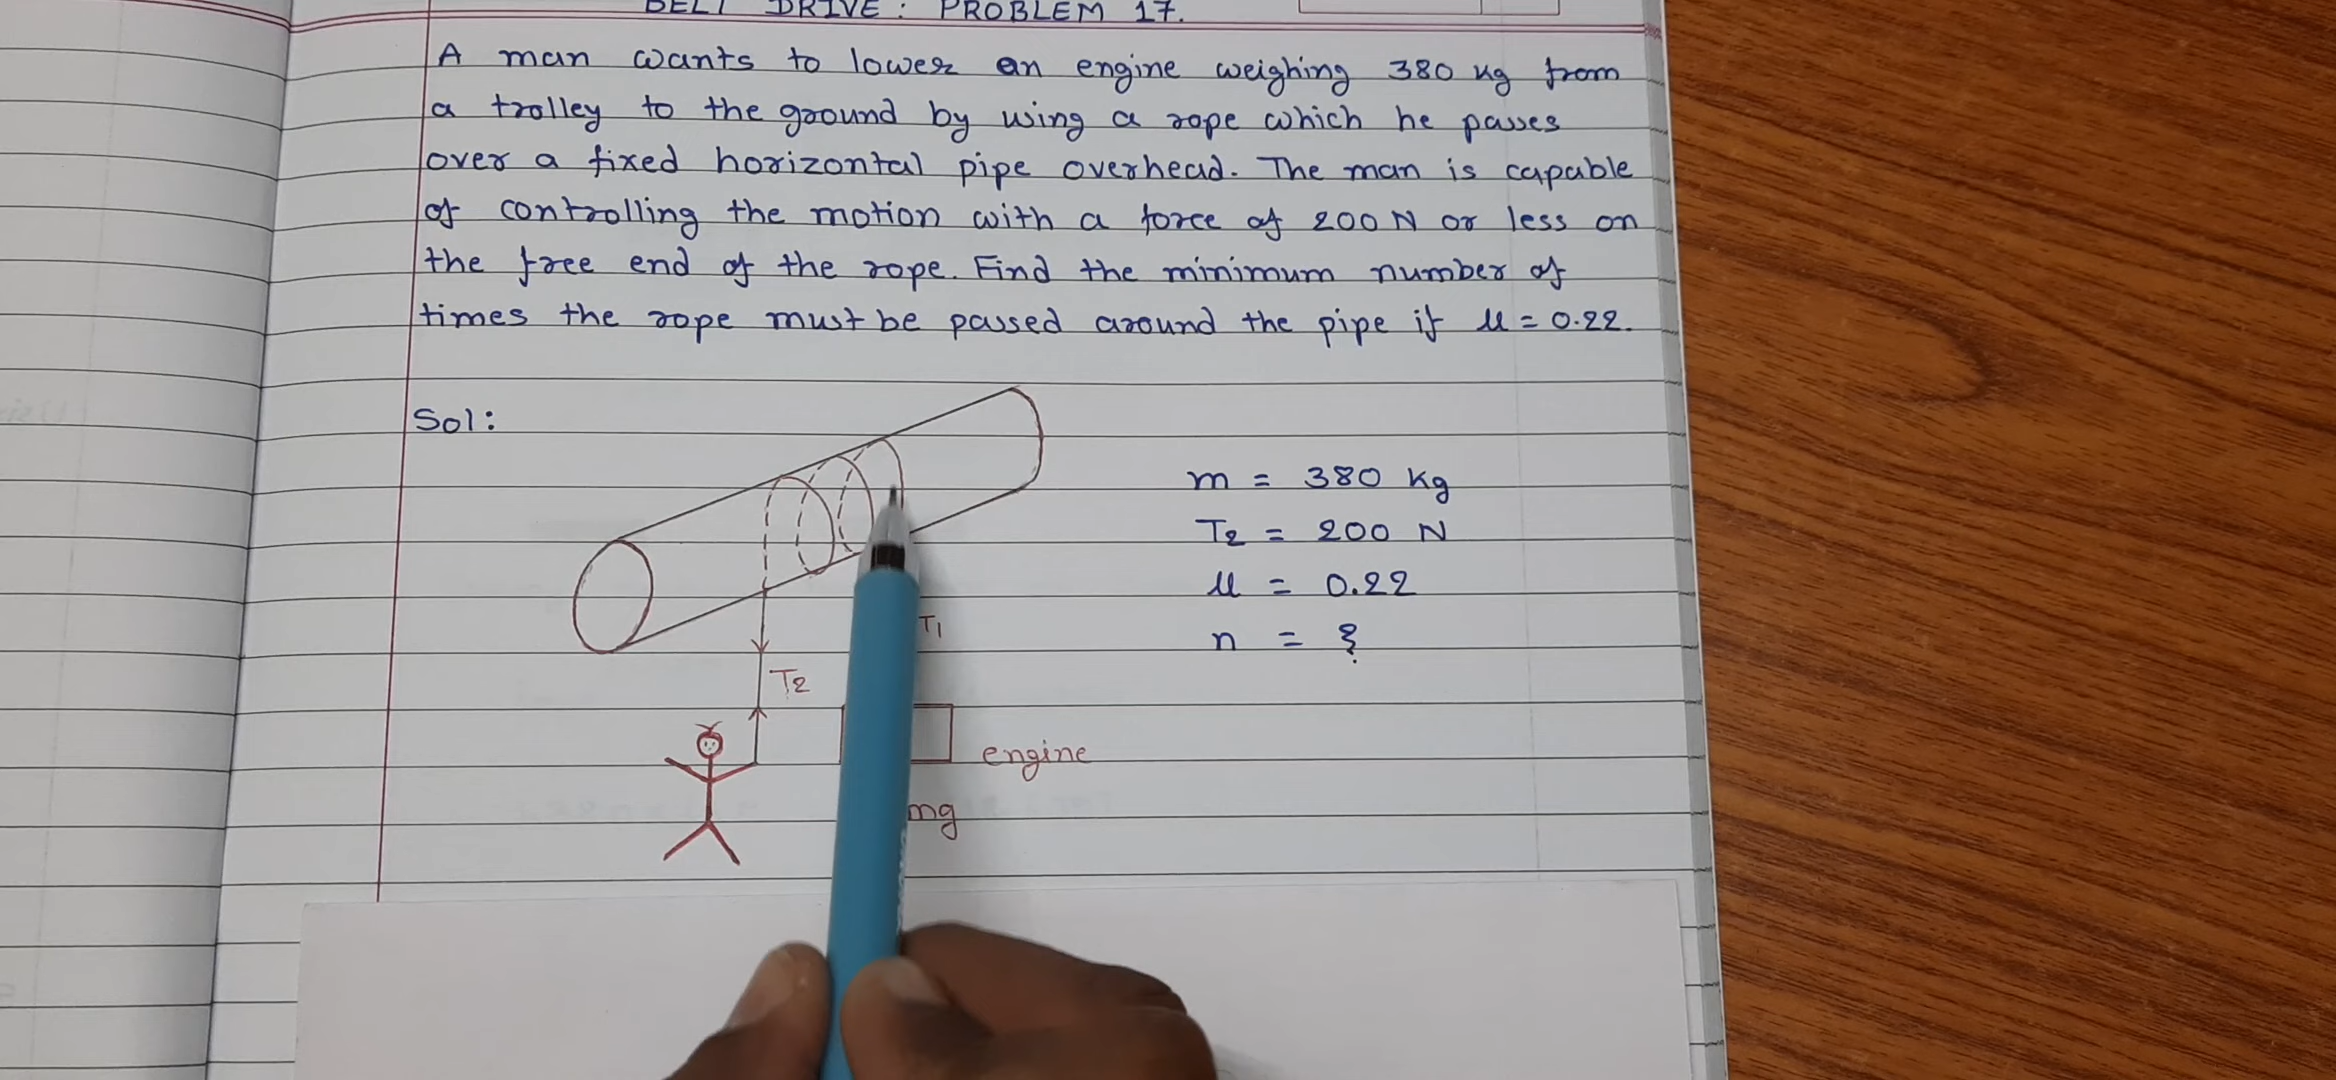 BELT DRIVE: PROBLEM 17.
A man wants to lower an engine weighing 380 kg from
a trolley to the ground by using a rope which he passes
over a fixed horizontal pipe overhead. The man is capable
of controlling the motion with a force of 200 N or less on
the free end of the rope. Find the minimum number of
times the rope must be passed around the pipe if μ = 0.22.
Sol:
m = 380 kg
T2 = 200 N
μ = 0.22
n = ?
T1
T2
engine
mg